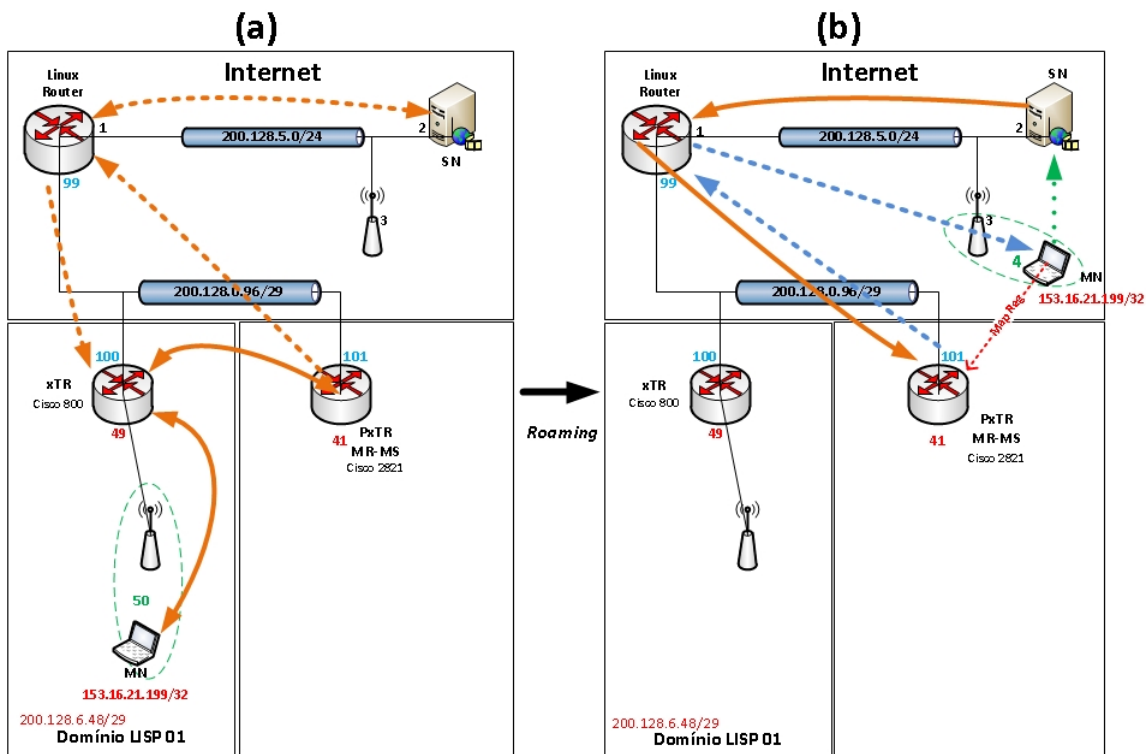 (a)
Internet
Linux
Router
1
2
200.128.5.0/24
SN
99
3
200.128.0.96/29
100
101
xTR
Cisco 800
49
41
PxTR
MR-MS
Cisco 2821
50
MN
153.16.21.199/32
200.128.6.48/29
Domínio LISP 01
Roaming
(b)
Internet
SN
Linux
Router
1
2
200.128.5.0/24
99
3
4
MN
153.16.21.199/32
200.128.0.96/29
Map Reg
100
101
xTR
Cisco 800
49
41
PxTR
MR-MS
Cisco 2821
200.128.6.48/29
Domínio LISP 01